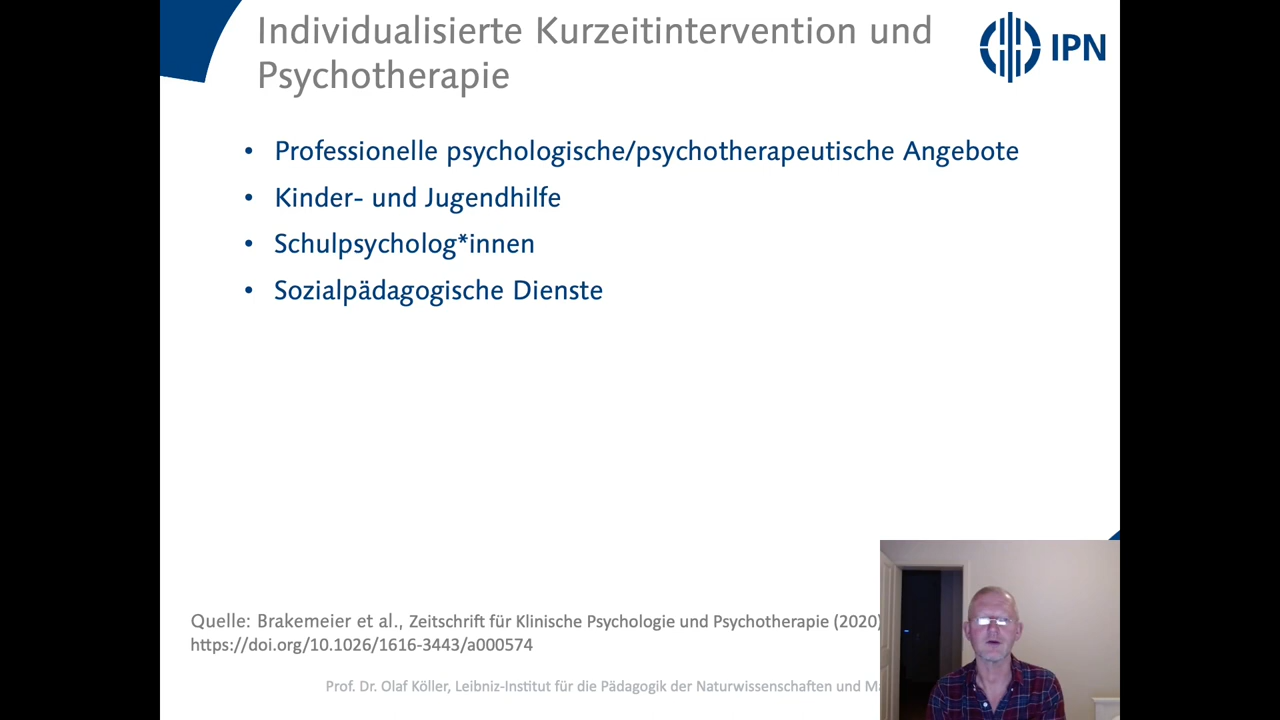 Individualisierte Kurzeitintervention und
Psychotherapie
IPN
• Professionelle psychologische/psychotherapeutische Angebote
• Kinder- und Jugendhilfe
• Schulpsycholog*innen
• Sozialpädagogische Dienste
Quelle: Brakemeier et al., Zeitschrift für Klinische Psychologie und Psychotherapie (2020)
https://doi.org/10.1026/1616-3443/a000574
Prof. Dr. Olaf Köller, Leibniz-Institut für die Pädagogik der Naturwissenschaften und